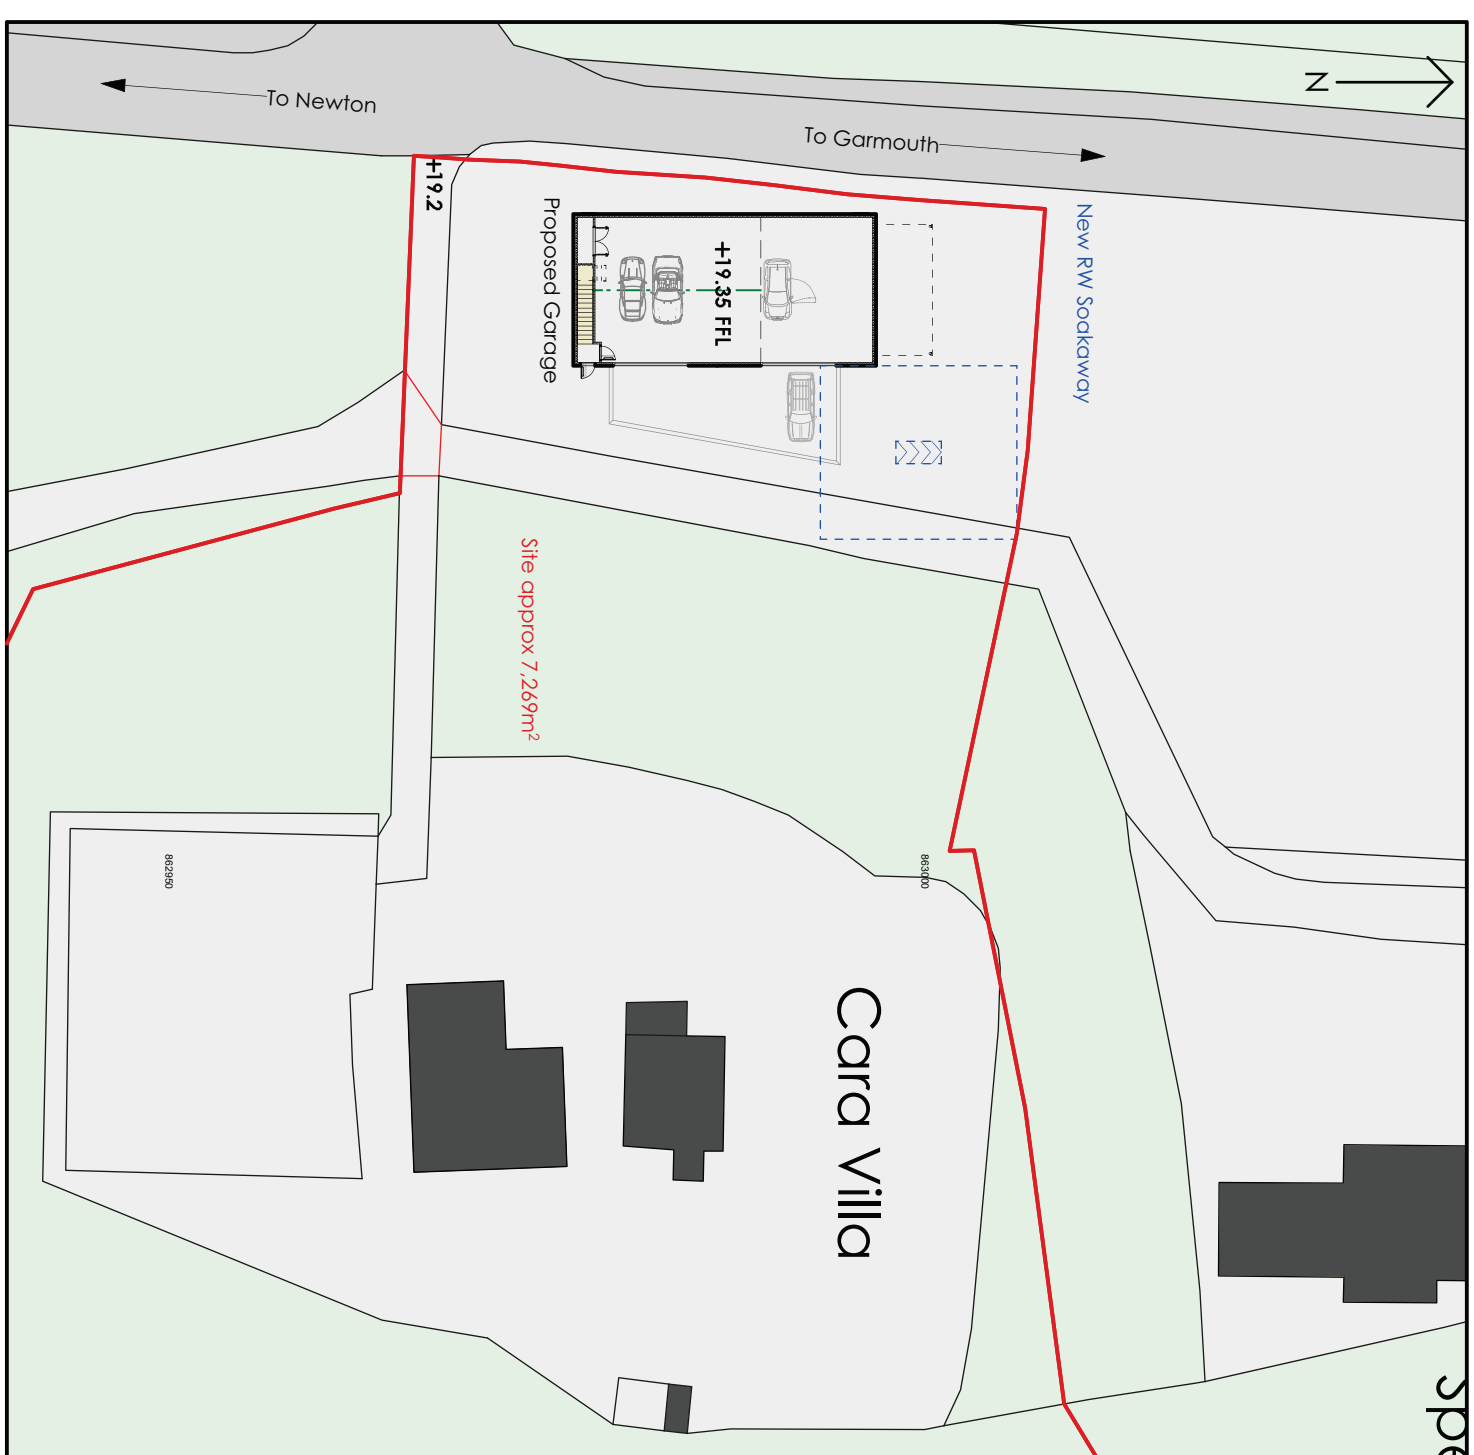 N
To Newton
To Garmouth
+19.2
Proposed Garage
+19.35 FFL
New RW Soakaway
Site approx 7,269m²
862950
863000
Cara Villa
Spe